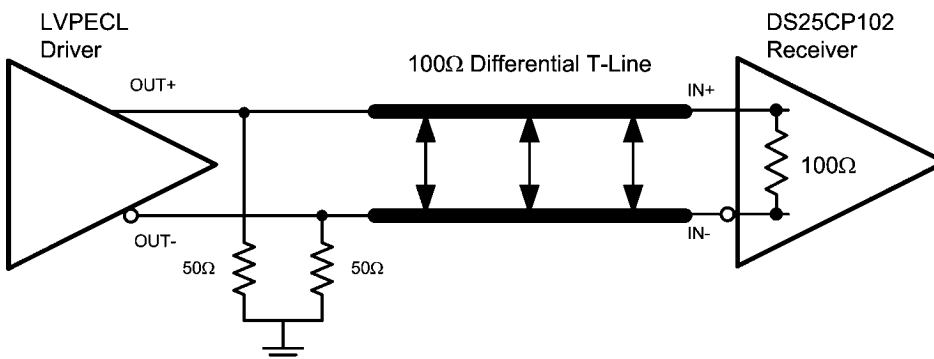 LVPECL
Driver
DS25CP102
Receiver
100Ω Differential T-Line
OUT+
IN+
100Ω
OUT-
IN-
50Ω
50Ω